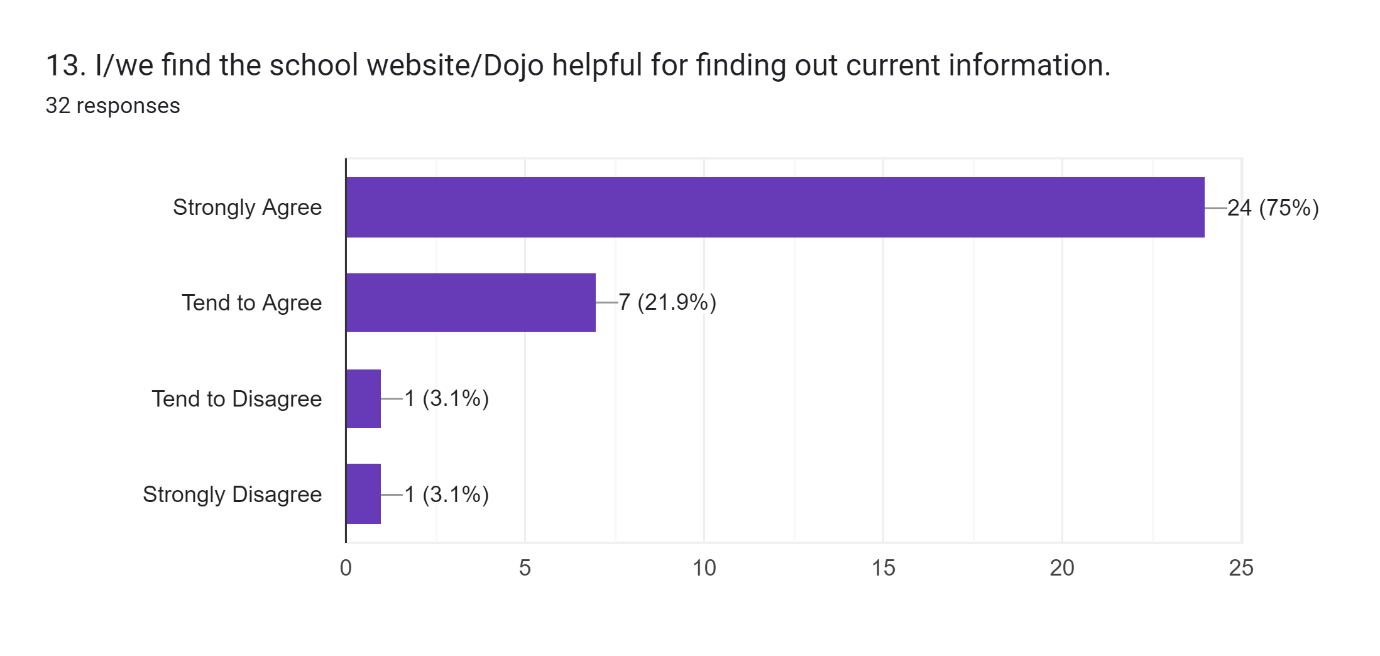 13. I/we find the school website/Dojo helpful for finding out current information.
32 responses
Strongly Agree
24 (75%)
Tend to Agree
7 (21.9%)
Tend to Disagree
1 (3.1%)
Strongly Disagree
1 (3.1%)
0 5 10 15 20 25